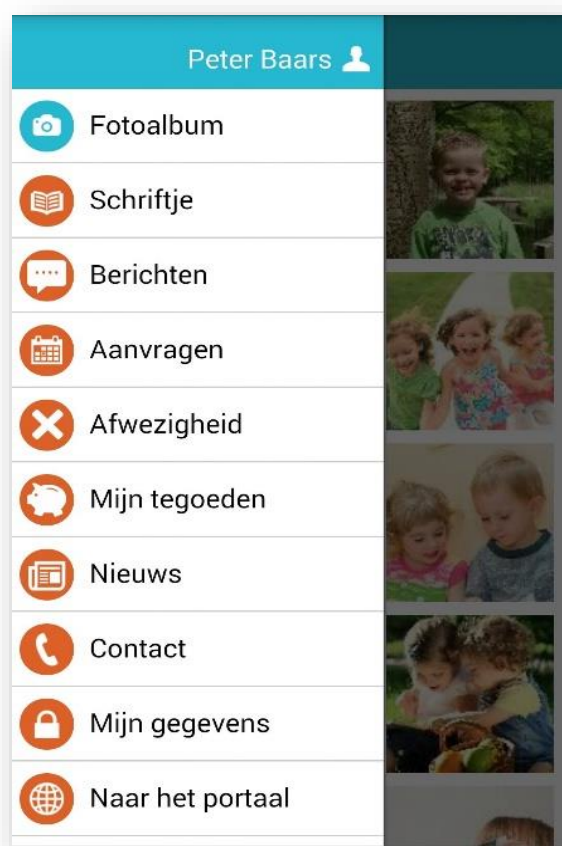 Peter Baars
Fotoalbum
Schriftje
Berichten
Aanvragen
Afwezigheid
Mijn tegoeden
Nieuws
Contact
Mijn gegevens
Naar het portaal